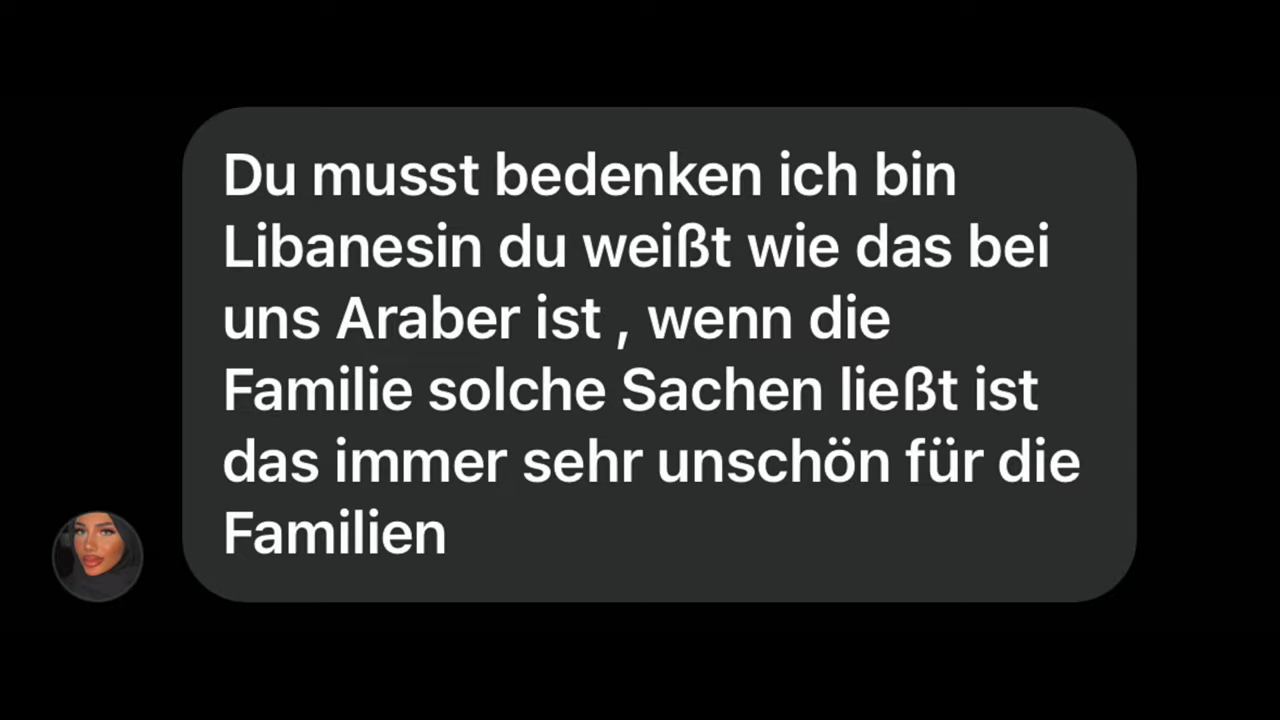 Du musst bedenken ich bin
Libanesin du weißt wie das bei
uns Araber ist , wenn die
Familie solche Sachen ließt ist
das immer sehr unschön für die
Familien